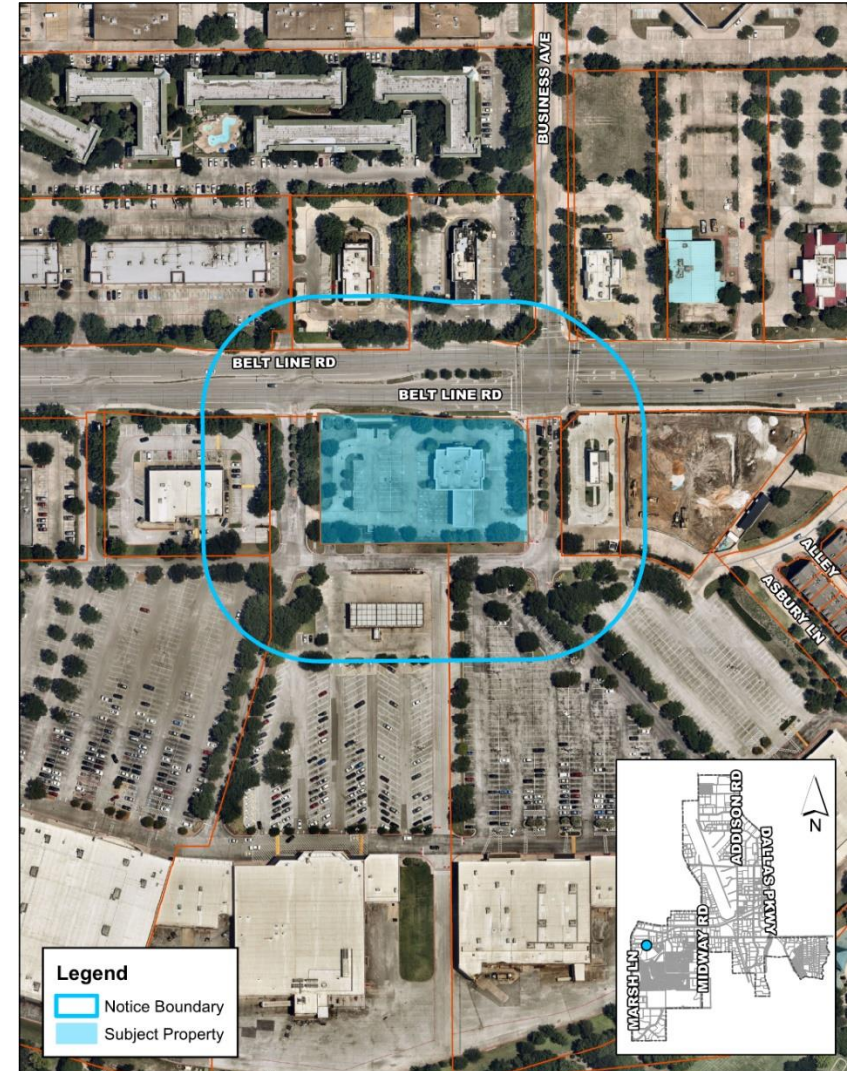 BUSINESS AVE
BELT LINE RD
BELT LINE RD
ALLEY
ASBURY LN
Legend
Notice Boundary
Subject Property
ADDISON RD
DALLAS PKWY
MIDWAY RD
MARSH LN
N